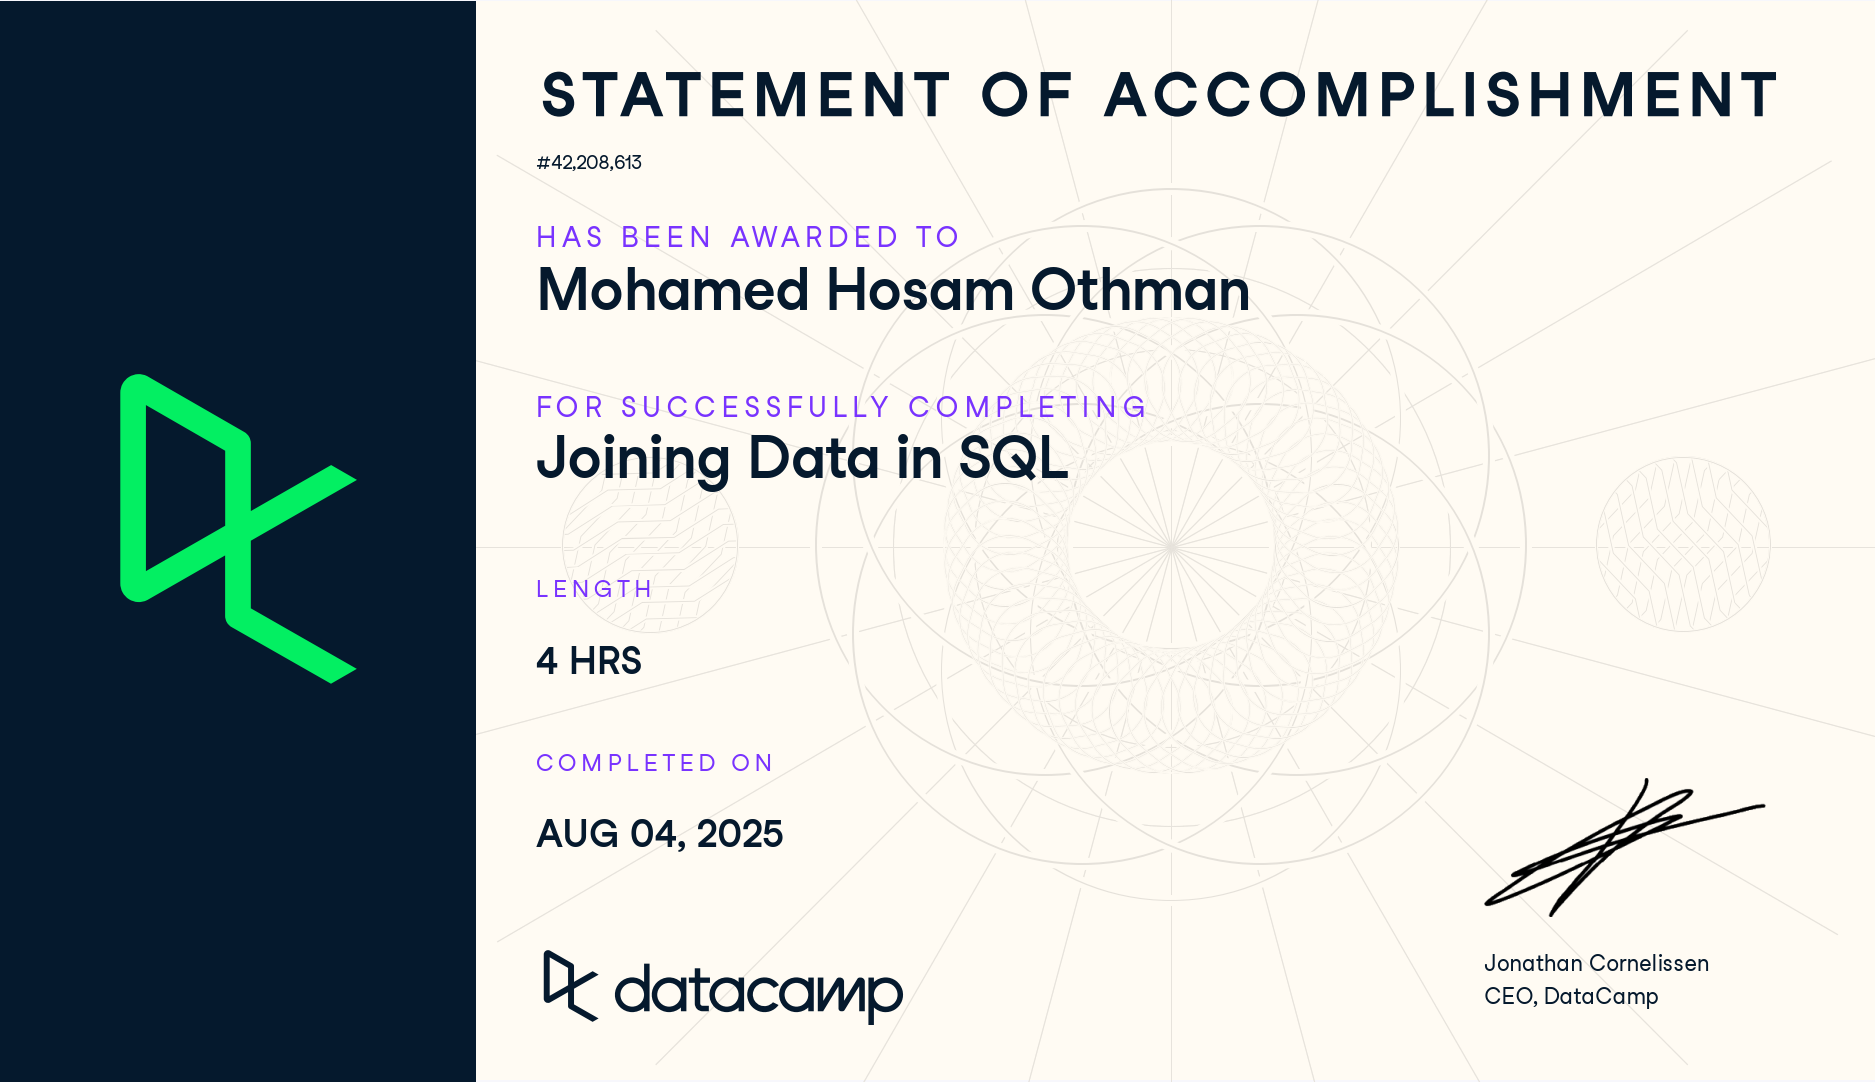 STATEMENT OF ACCOMPLISHMENT
#42,208,613
HAS BEEN AWARDED TO
Mohamed Hosam Othman
FOR SUCCESSFULLY COMPLETING
Joining Data in SQL
LENGTH
4 HRS
COMPLETED ON
AUG 04, 2025
datacamp
Jonathan Cornelissen
CEO, DataCamp